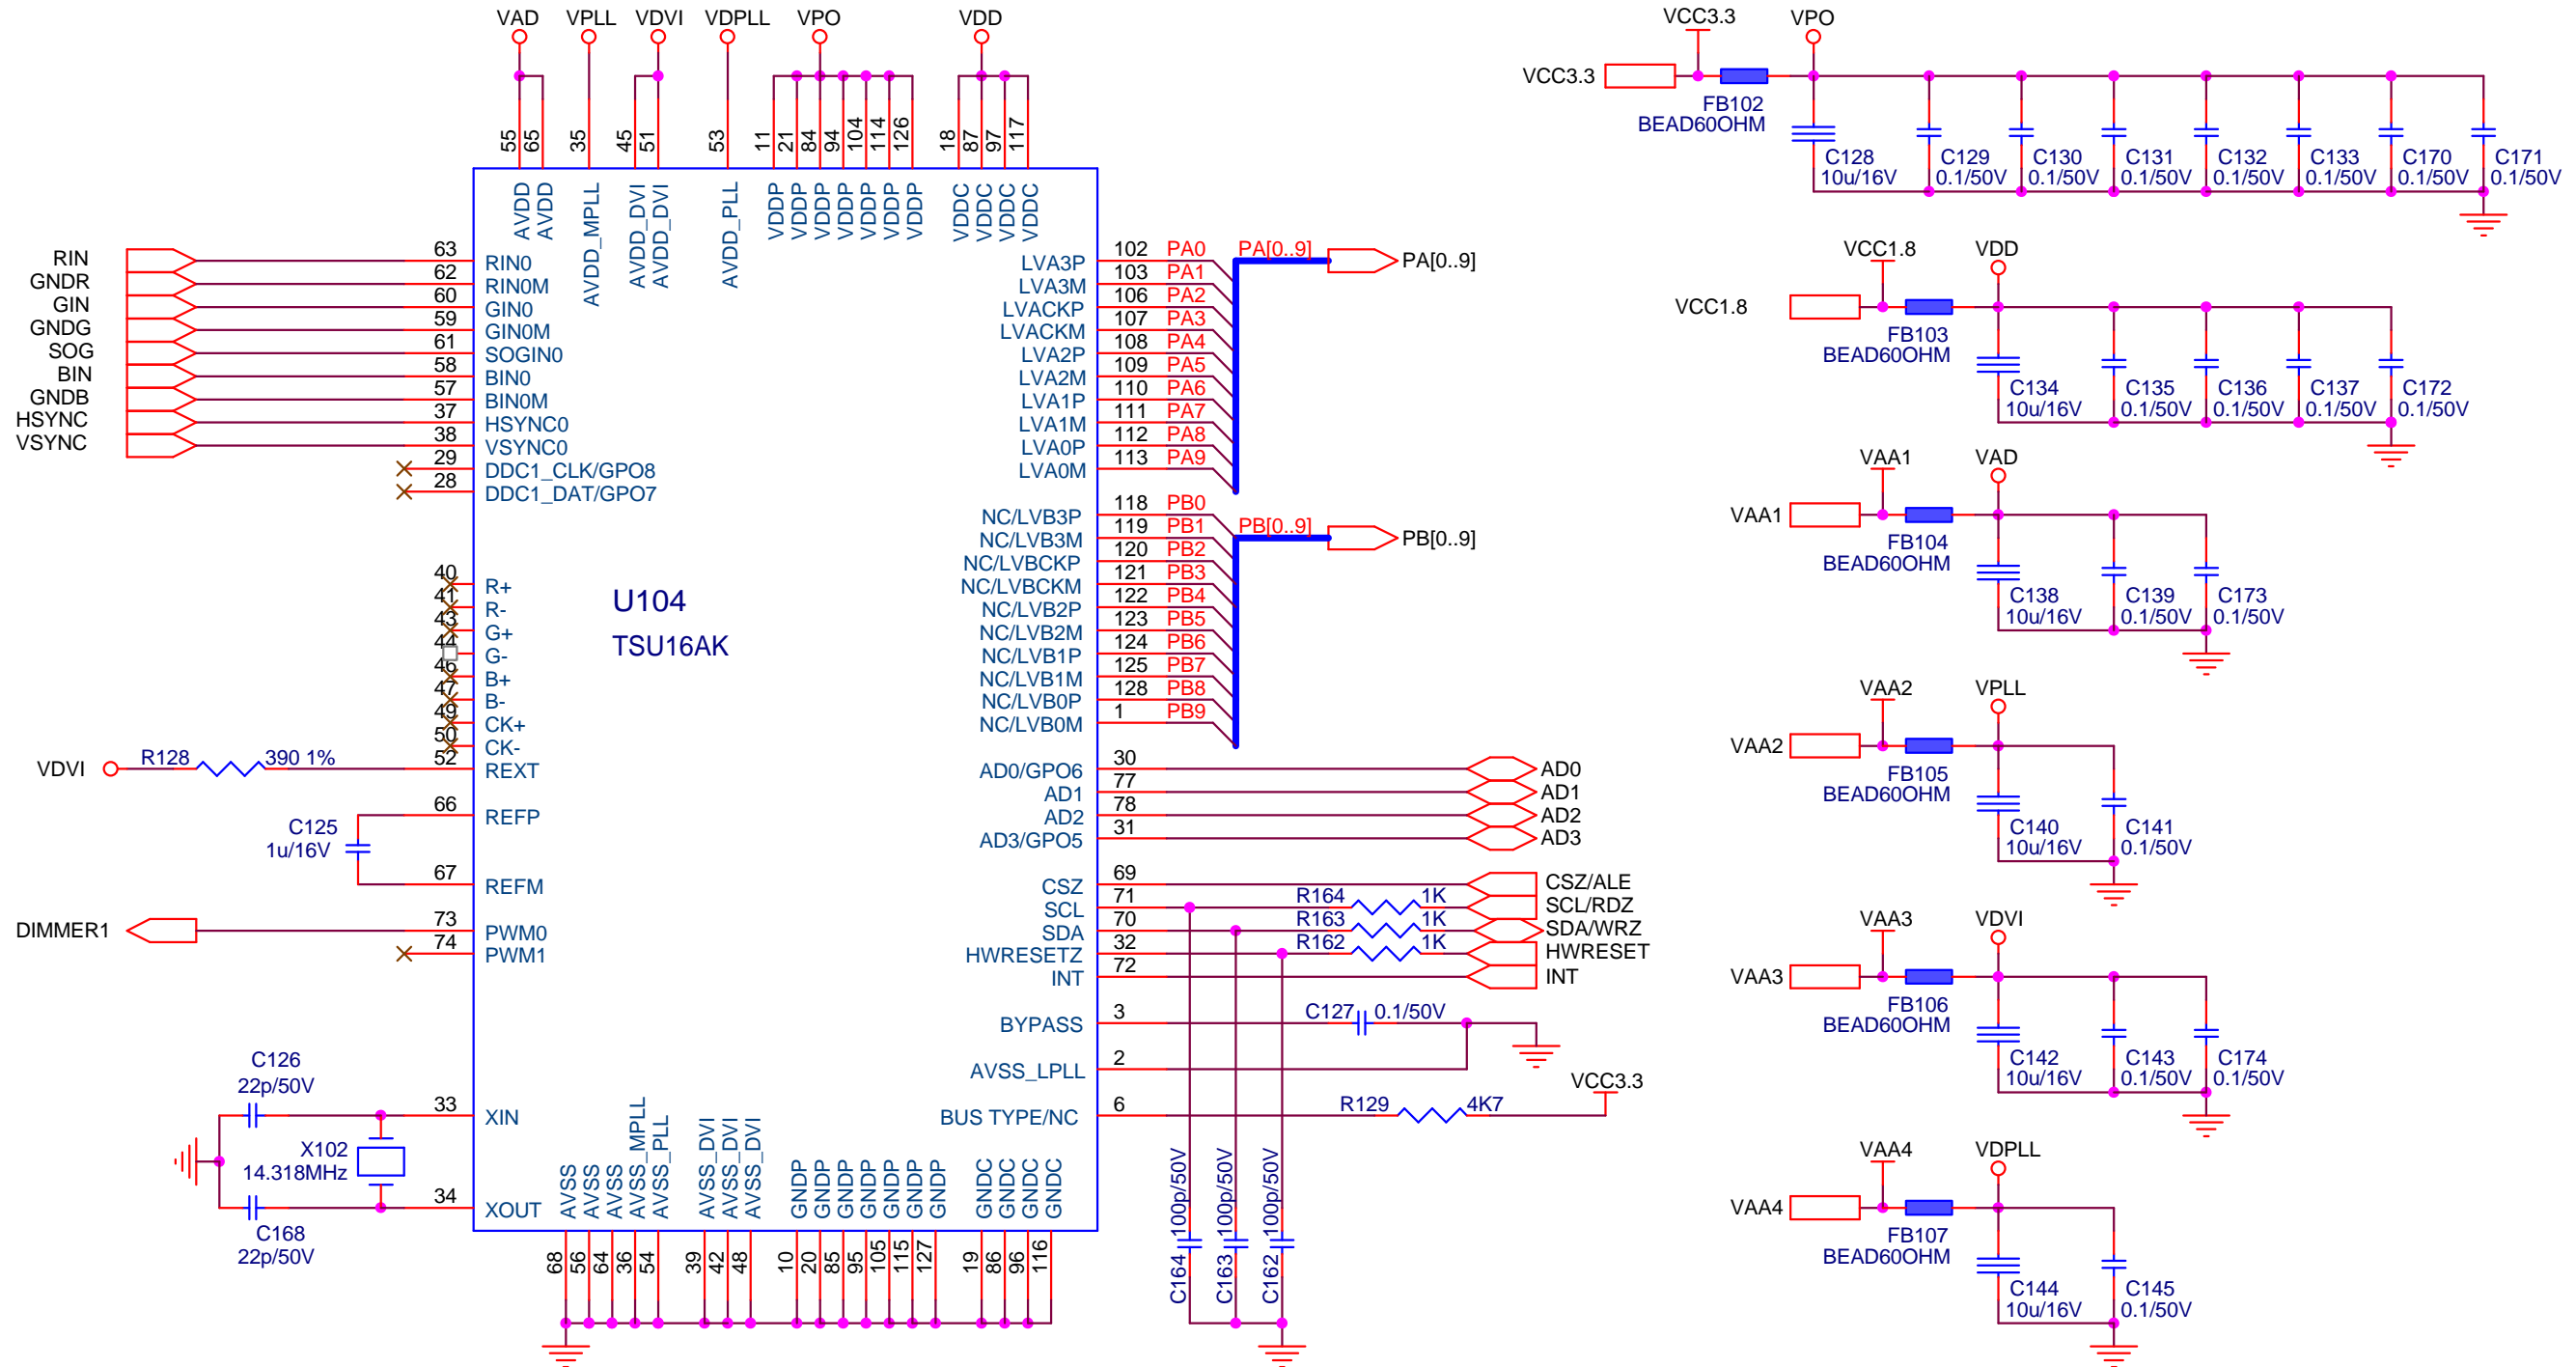 VAD VPLL VDVI VDPLL VPO VDD
55 65 35 45 51 53 11 21 84 94 104 114 126 18 87 97 117
AVDD AVDD AVDD_MPLL AVDD_DVI AVDD_DVI AVDD_PLL VDDP VDDP VDDP VDDP VDDP VDDP VDDP VDDC VDDC VDDC VDDC
RIN 63 RIN0
GNDR 62 RIN0M
GIN 60 GIN0
GNDG 59 GIN0M
SOG 61 SOGIN0
BIN 58 BIN0
GNDB 57 BIN0M
HSYNC 37 HSYNC0
VSYNC 38 VSYNC0
29 DDC1_CLK/GPO8
28 DDC1_DAT/GPO7
40 R+
41 R-
43 G+
44 G-
46 B+
47 B-
49 CK+
50 CK-
VDVI R128 390 1% 52 REXT
66 REFP
C125
1u/16V
67 REFM
DIMMER1 73 PWM0
74 PWM1
C126
22p/50V
33 XIN
X102
14.318MHz
34 XOUT
C168
22p/50V
U104
TSU16AK
LVA3P 102 PA0 PA[0..9] PA[0..9]
LVA3M 103 PA1
LVACKP 106 PA2
LVACKM 107 PA3
LVA2P 108 PA4
LVA2M 109 PA5
LVA1P 110 PA6
LVA1M 111 PA7
LVA0P 112 PA8
LVA0M 113 PA9
NC/LVB3P 118 PB0
NC/LVB3M 119 PB1 PB[0..9] PB[0..9]
NC/LVBCKP 120 PB2
NC/LVBCKM 121 PB3
NC/LVB2P 122 PB4
NC/LVB2M 123 PB5
NC/LVB1P 124 PB6
NC/LVB1M 125 PB7
NC/LVB0P 128 PB8
NC/LVB0M 1 PB9
AD0/GPO6 30 AD0
AD1 77 AD1
AD2 78 AD2
AD3/GPO5 31 AD3
CSZ 69 CSZ/ALE
SCL 71 R164 1K SCL/RDZ
SDA 70 R163 1K SDA/WRZ
HWRESETZ 32 R162 1K HWRESET
INT 72 INT
BYPASS 3 C127 0.1/50V
AVSS_LPLL 2
VCC3.3
BUS TYPE/NC 6 R129 4K7
C164 100p/50V C163 100p/50V C162 100p/50V
AVSS AVSS AVSS AVSS_MPLL AVSS_PLL AVSS_DVI AVSS_DVI AVSS_DVI GNDP GNDP GNDP GNDP GNDP GNDP GNDP GNDC GNDC GNDC GNDC
68 56 64 36 54 39 42 48 10 20 85 95 105 115 127 19 86 96 116
VCC3.3 VPO
VCC3.3
FB102
BEAD60OHM
C128 C129 C130 C131 C132 C133 C170 C171
10u/16V 0.1/50V 0.1/50V 0.1/50V 0.1/50V 0.1/50V 0.1/50V 0.1/50V
VCC1.8 VDD
VCC1.8
FB103
BEAD60OHM
C134 C135 C136 C137 C172
10u/16V 0.1/50V 0.1/50V 0.1/50V 0.1/50V
VAA1 VAD
VAA1
FB104
BEAD60OHM
C138 C139 C173
10u/16V 0.1/50V 0.1/50V
VAA2 VPLL
VAA2
FB105
BEAD60OHM
C140 C141
10u/16V 0.1/50V
VAA3 VDVI
VAA3
FB106
BEAD60OHM
C142 C143 C174
10u/16V 0.1/50V 0.1/50V
VAA4 VDPLL
VAA4
FB107
BEAD60OHM
C144 C145
10u/16V 0.1/50V